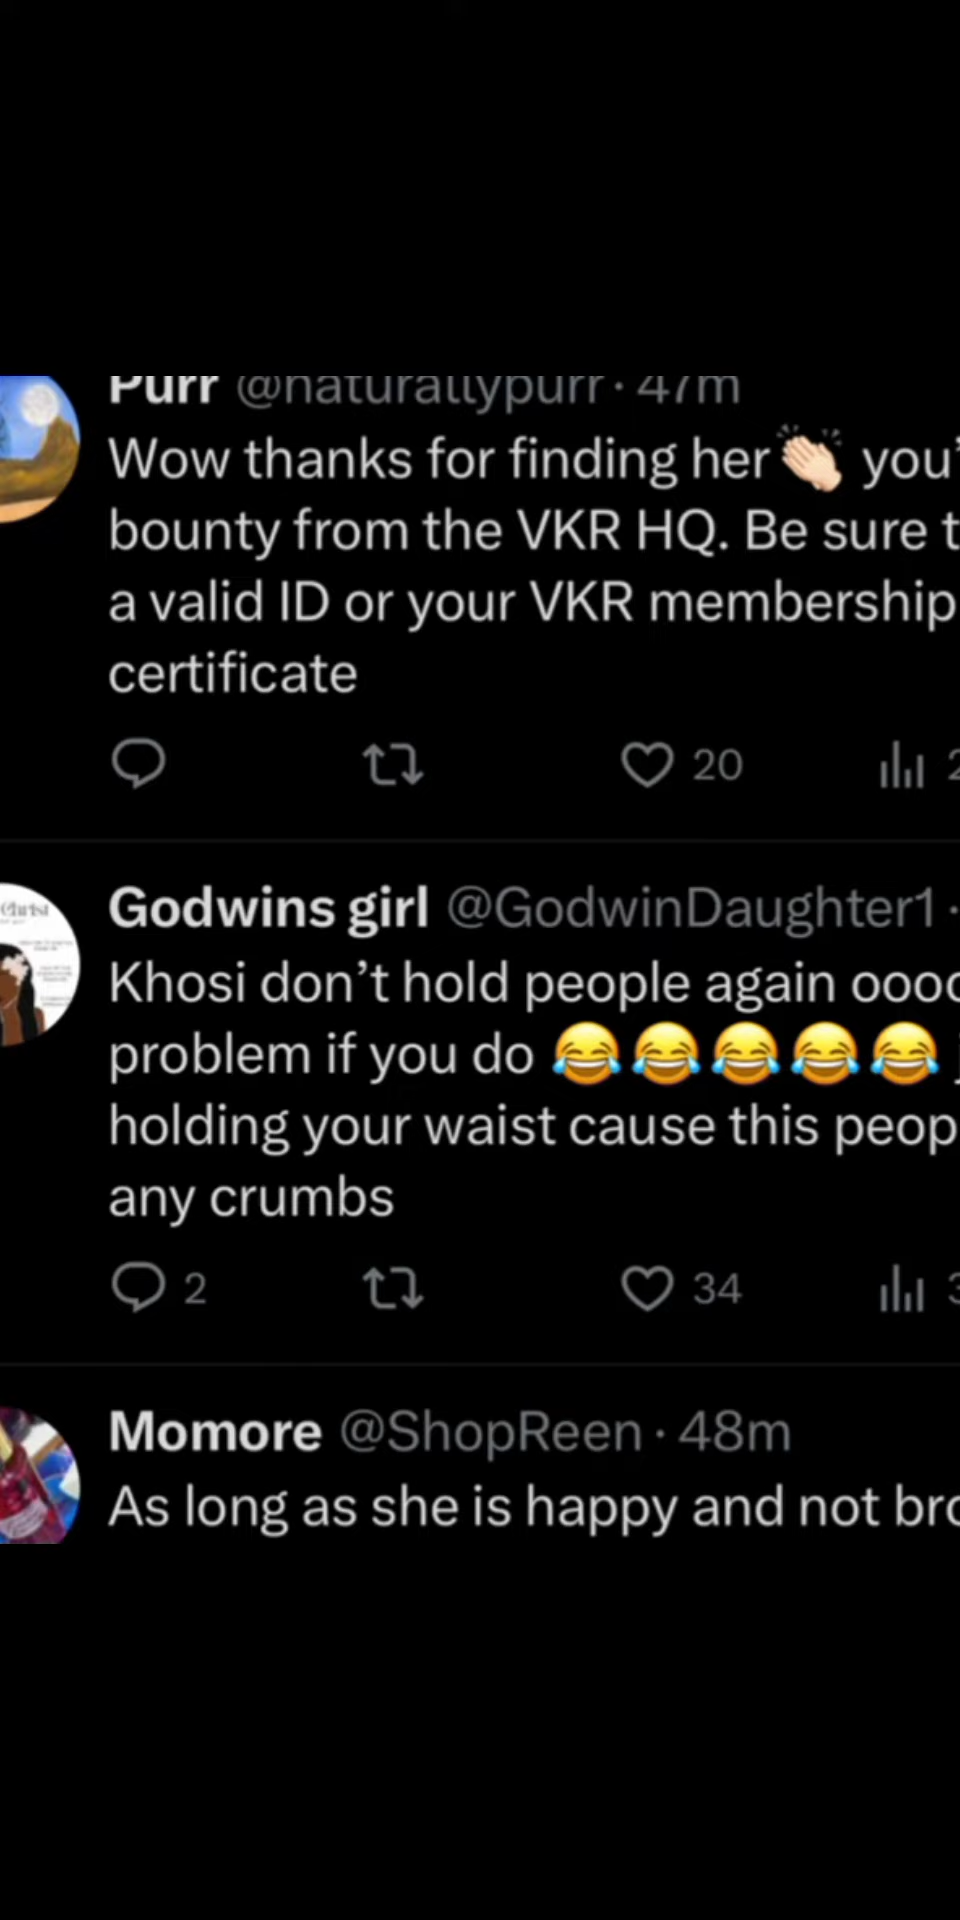 Purr @naturallypurr · 47m
Wow thanks for finding her👏🏻 you'
bounty from the VKR HQ. Be sure t
a valid ID or your VKR membership
certificate
20
Christ
Godwins girl @GodwinDaughter1 ·
Khosi don't hold people again oooo
problem if you do 😂😂😂😂😂
holding your waist cause this peop
any crumbs
2 34
Momore @ShopReen · 48m
As long as she is happy and not bro